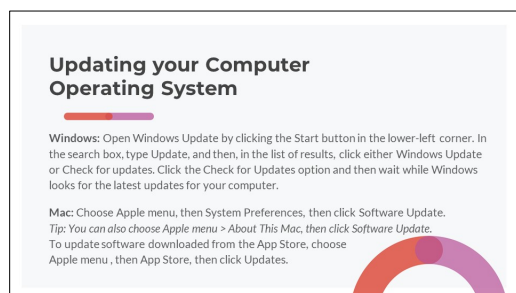 Updating your Computer
Operating System
Windows: Open Windows Update by clicking the Start button in the lower-left corner. In
the search box, type Update, and then, in the list of results, click either Windows Update
or Check for updates. Click the Check for Updates option and then wait while Windows
looks for the latest updates for your computer.
Mac: Choose Apple menu, then System Preferences, then click Software Update.
Tip: You can also choose Apple menu > About This Mac, then click Software Update.
To update software downloaded from the App Store, choose
Apple menu , then App Store, then click Updates.